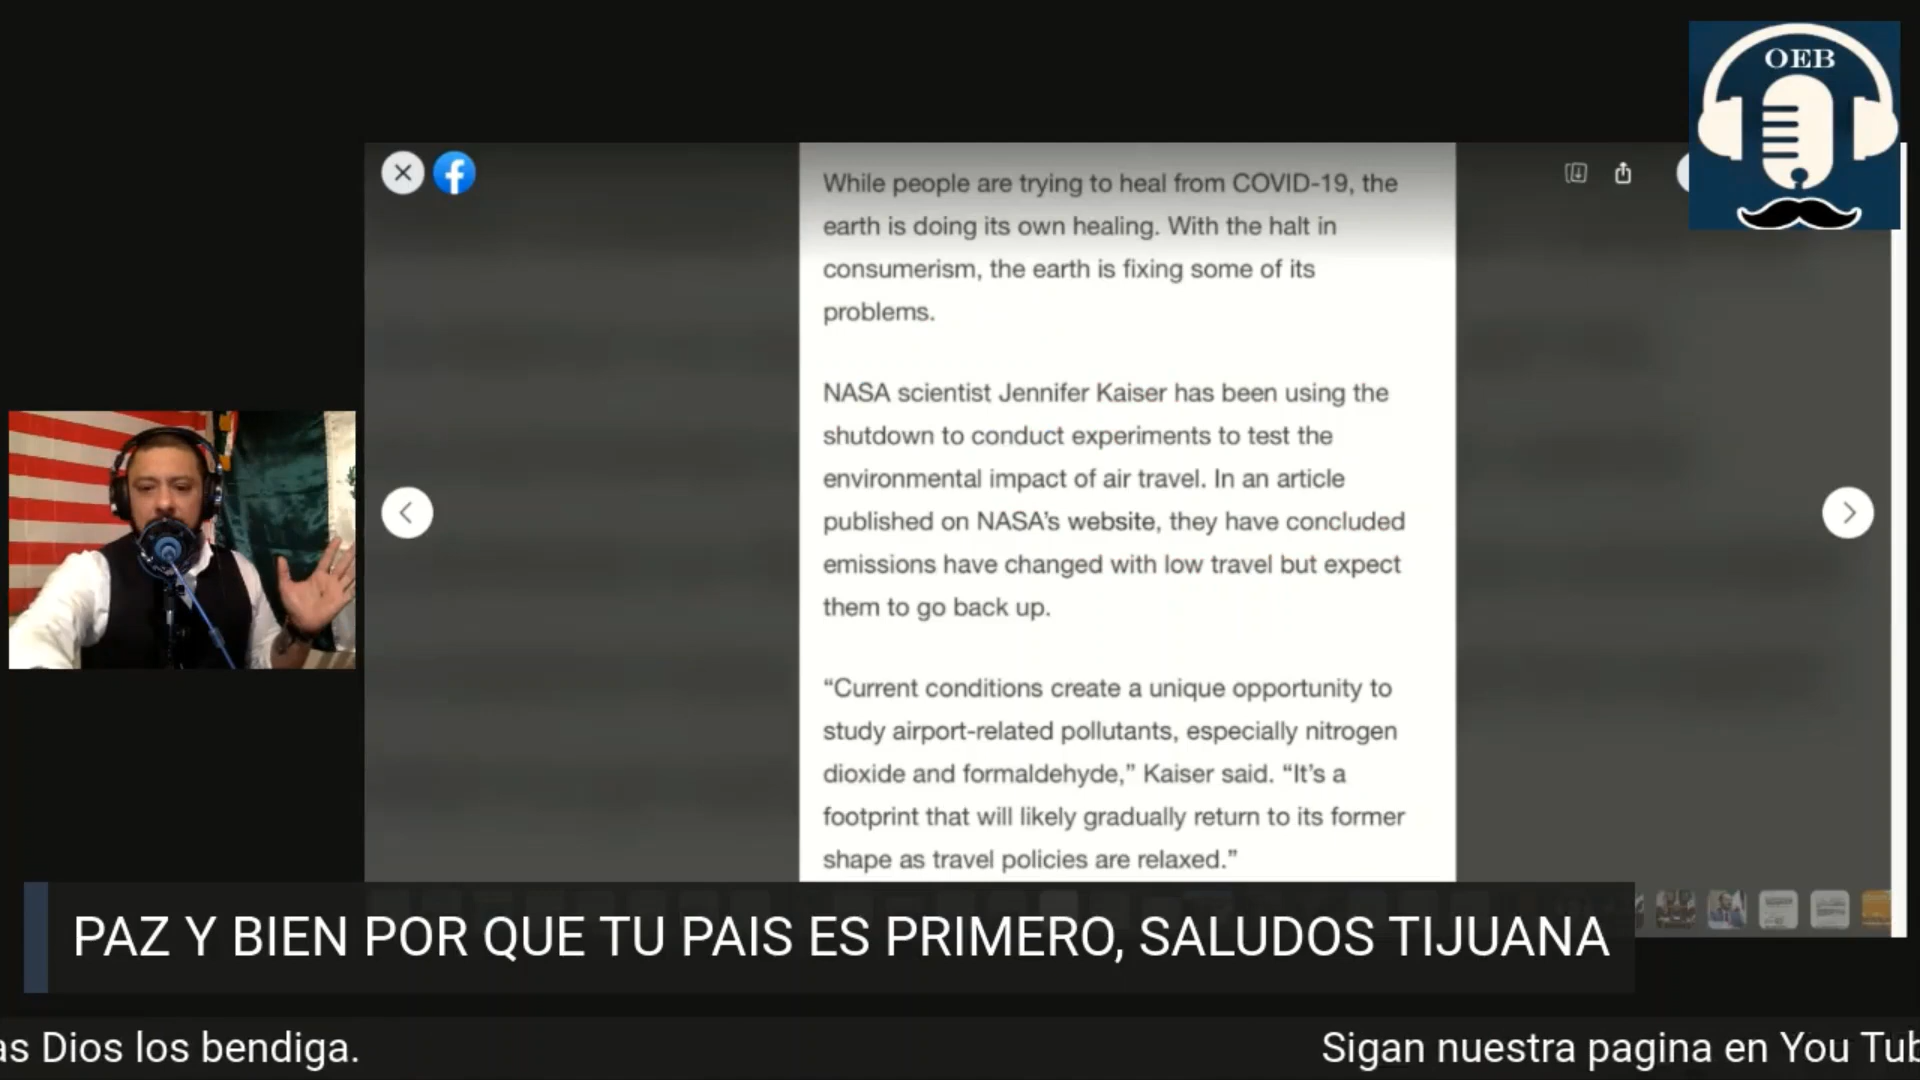 OEB
While people are trying to heal from COVID-19, the
earth is doing its own healing. With the halt in
consumerism, the earth is fixing some of its
problems.
NASA scientist Jennifer Kaiser has been using the
shutdown to conduct experiments to test the
environmental impact of air travel. In an article
published on NASA’s website, they have concluded
emissions have changed with low travel but expect
them to go back up.
“Current conditions create a unique opportunity to
study airport-related pollutants, especially nitrogen
dioxide and formaldehyde,” Kaiser said. “It’s a
footprint that will likely gradually return to its former
shape as travel policies are relaxed.”
PAZ Y BIEN POR QUE TU PAIS ES PRIMERO, SALUDOS TIJUANA
as Dios los bendiga. Sigan nuestra pagina en You Tub